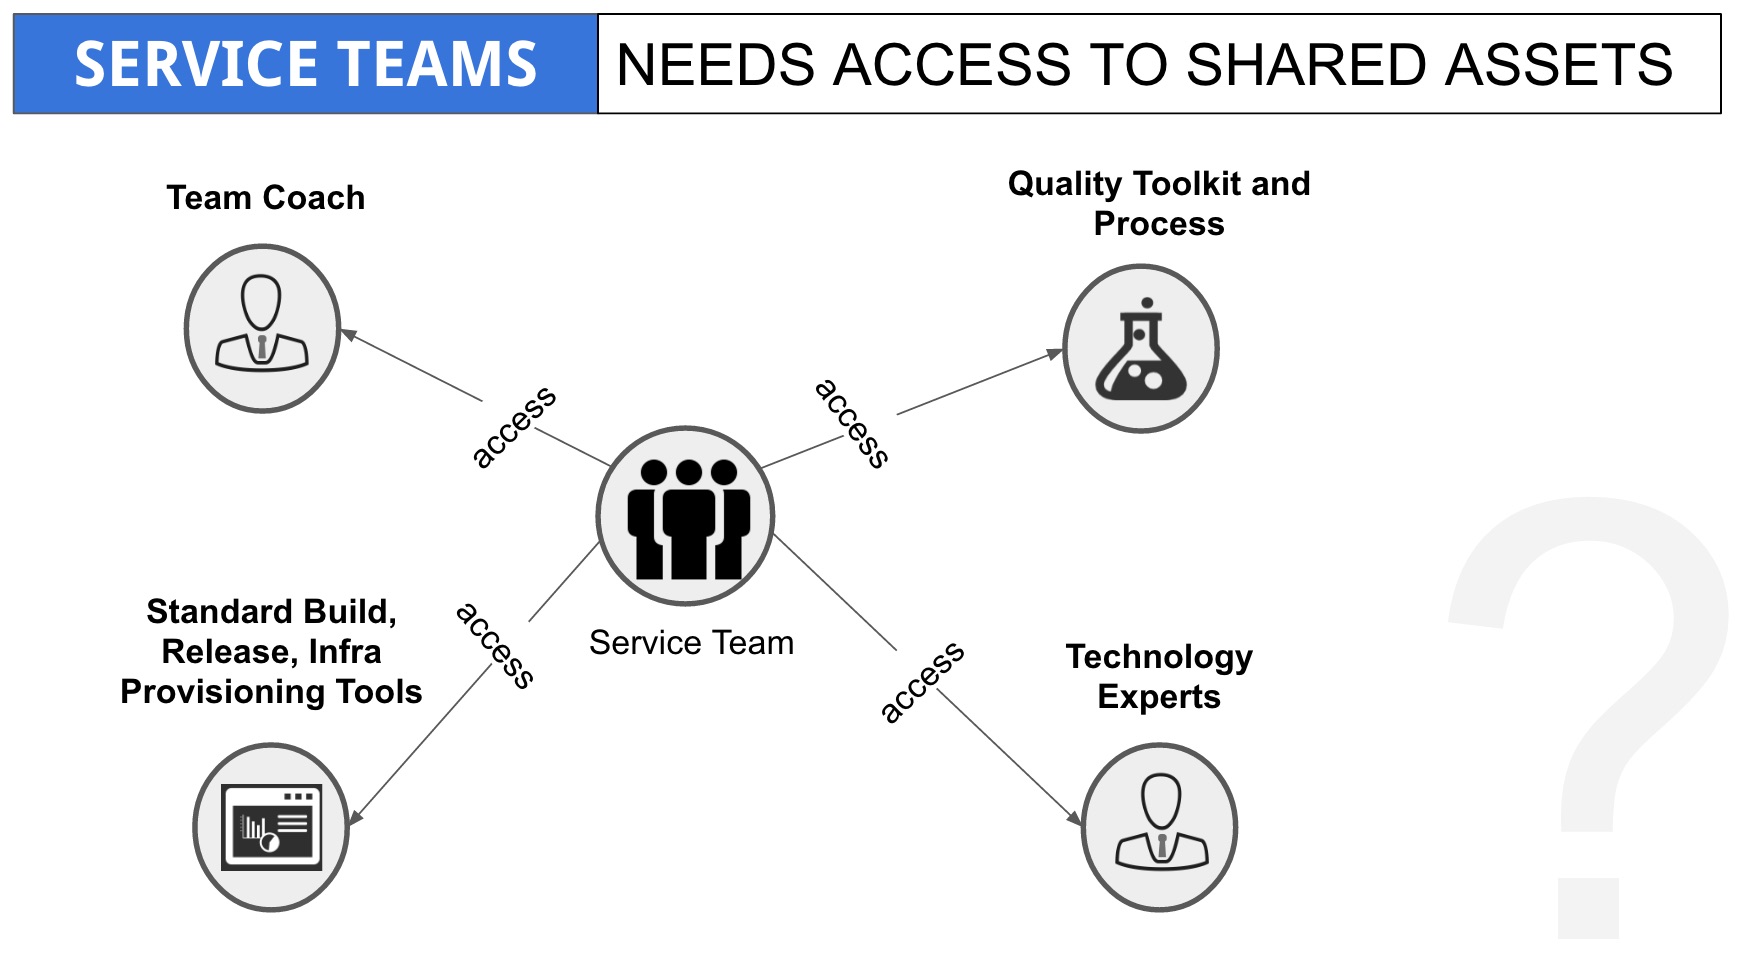 SERVICE TEAMS
NEEDS ACCESS TO SHARED ASSETS
Team Coach
Quality Toolkit and
Process
access
access
Service Team
Standard Build,
Release, Infra
Provisioning Tools
access
access
Technology
Experts
?